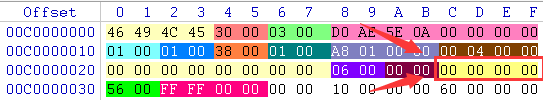 Offset 0 1 2 3 4 5 6 7 8 9 A B C D E F
00C0000000 46 49 4C 45 30 00 03 00 D0 AE 5E 0A 00 00 00 00
00C0000010 01 00 01 00 38 00 01 00 A8 01 00 00 00 04 00 00
00C0000020 00 00 00 00 00 00 00 00 06 00 00 00 00 00 00 00
00C0000030 56 00 FF FF 00 00 00 00 10 00 00 00 60 00 00 00